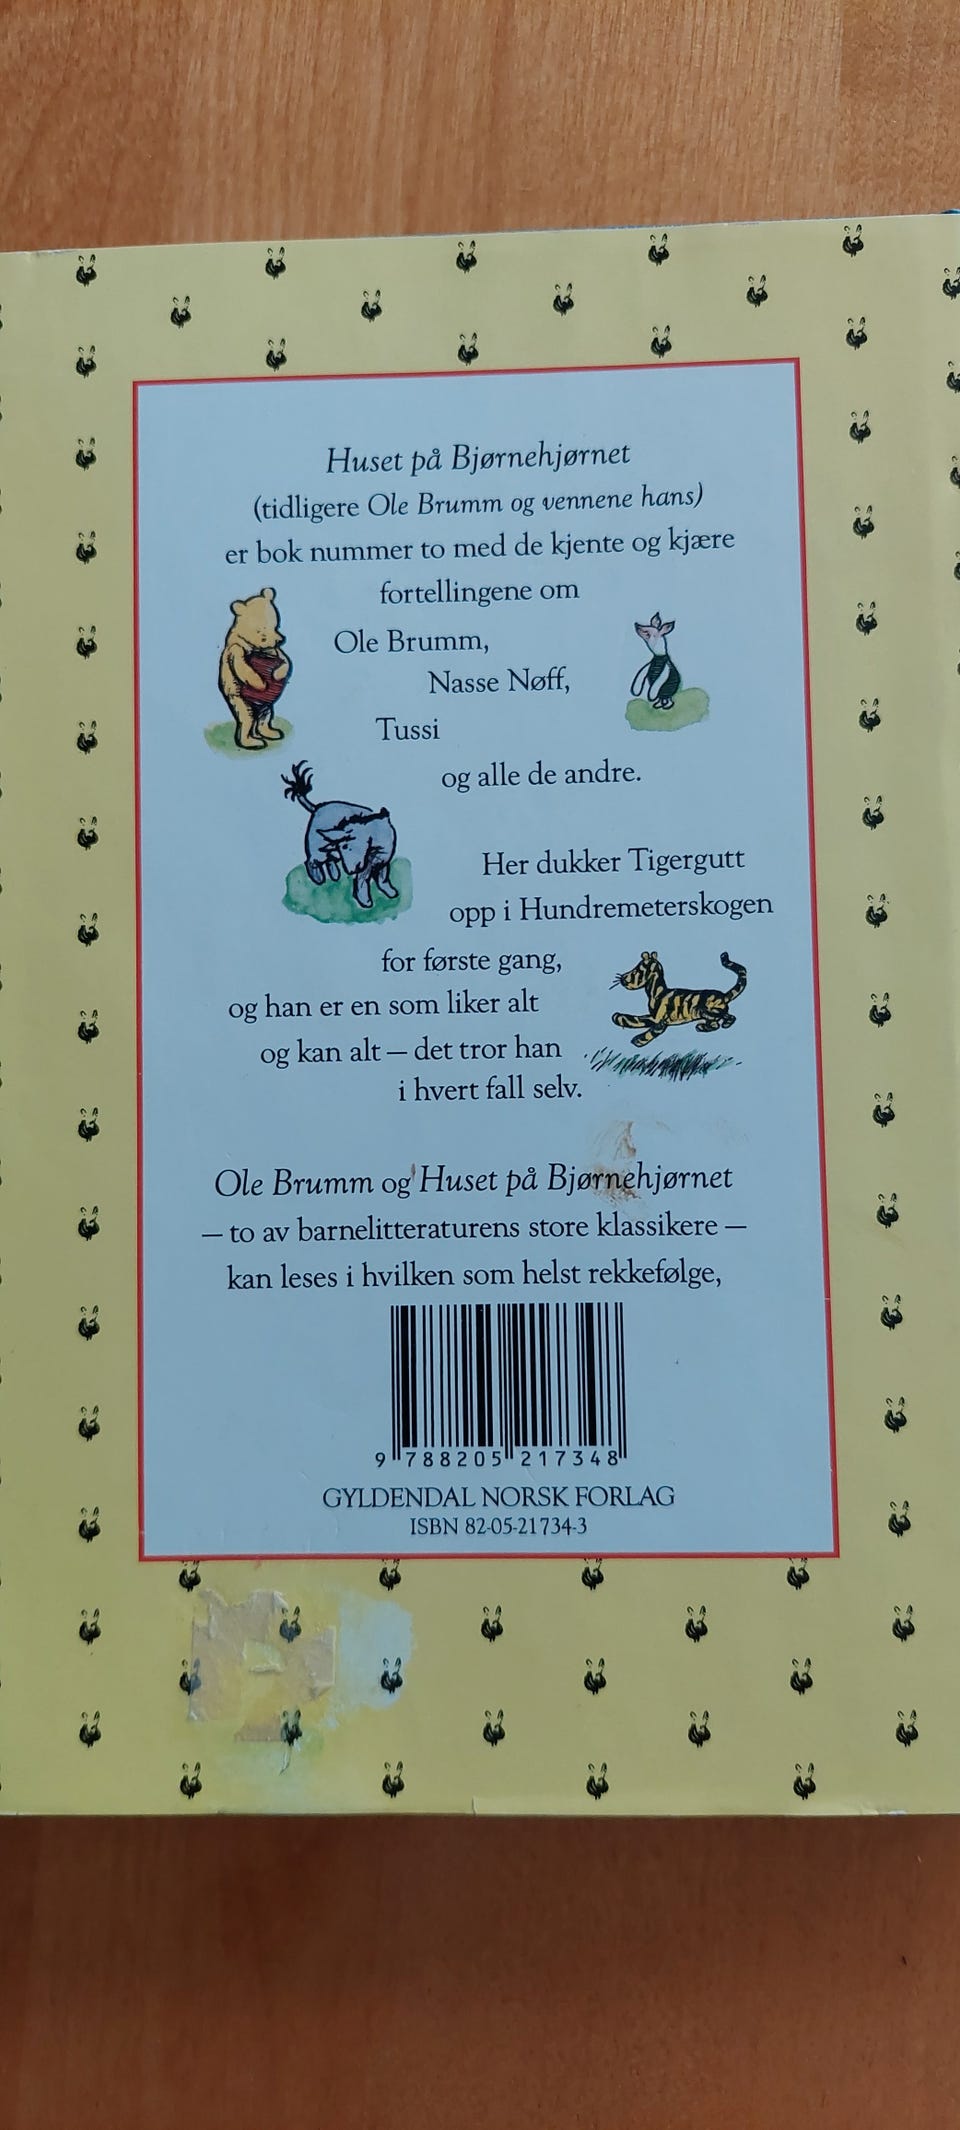 Huset på Bjørnehjørnet
(tidligere Ole Brumm og vennene hans)
er bok nummer to med de kjente og kjære
fortellingene om
Ole Brumm,
Nasse Nøff,
Tussi
og alle de andre.
Her dukker Tigergutt
opp i Hundremeterskogen
for første gang,
og han er en som liker alt
og kan alt – det tror han
i hvert fall selv.
Ole Brumm og Huset på Bjørnehjørnet
– to av barnelitteraturens store klassikere –
kan leses i hvilken som helst rekkefølge,
9 788205 217348
GYLDENDAL NORSK FORLAG
ISBN 82-05-21734-3